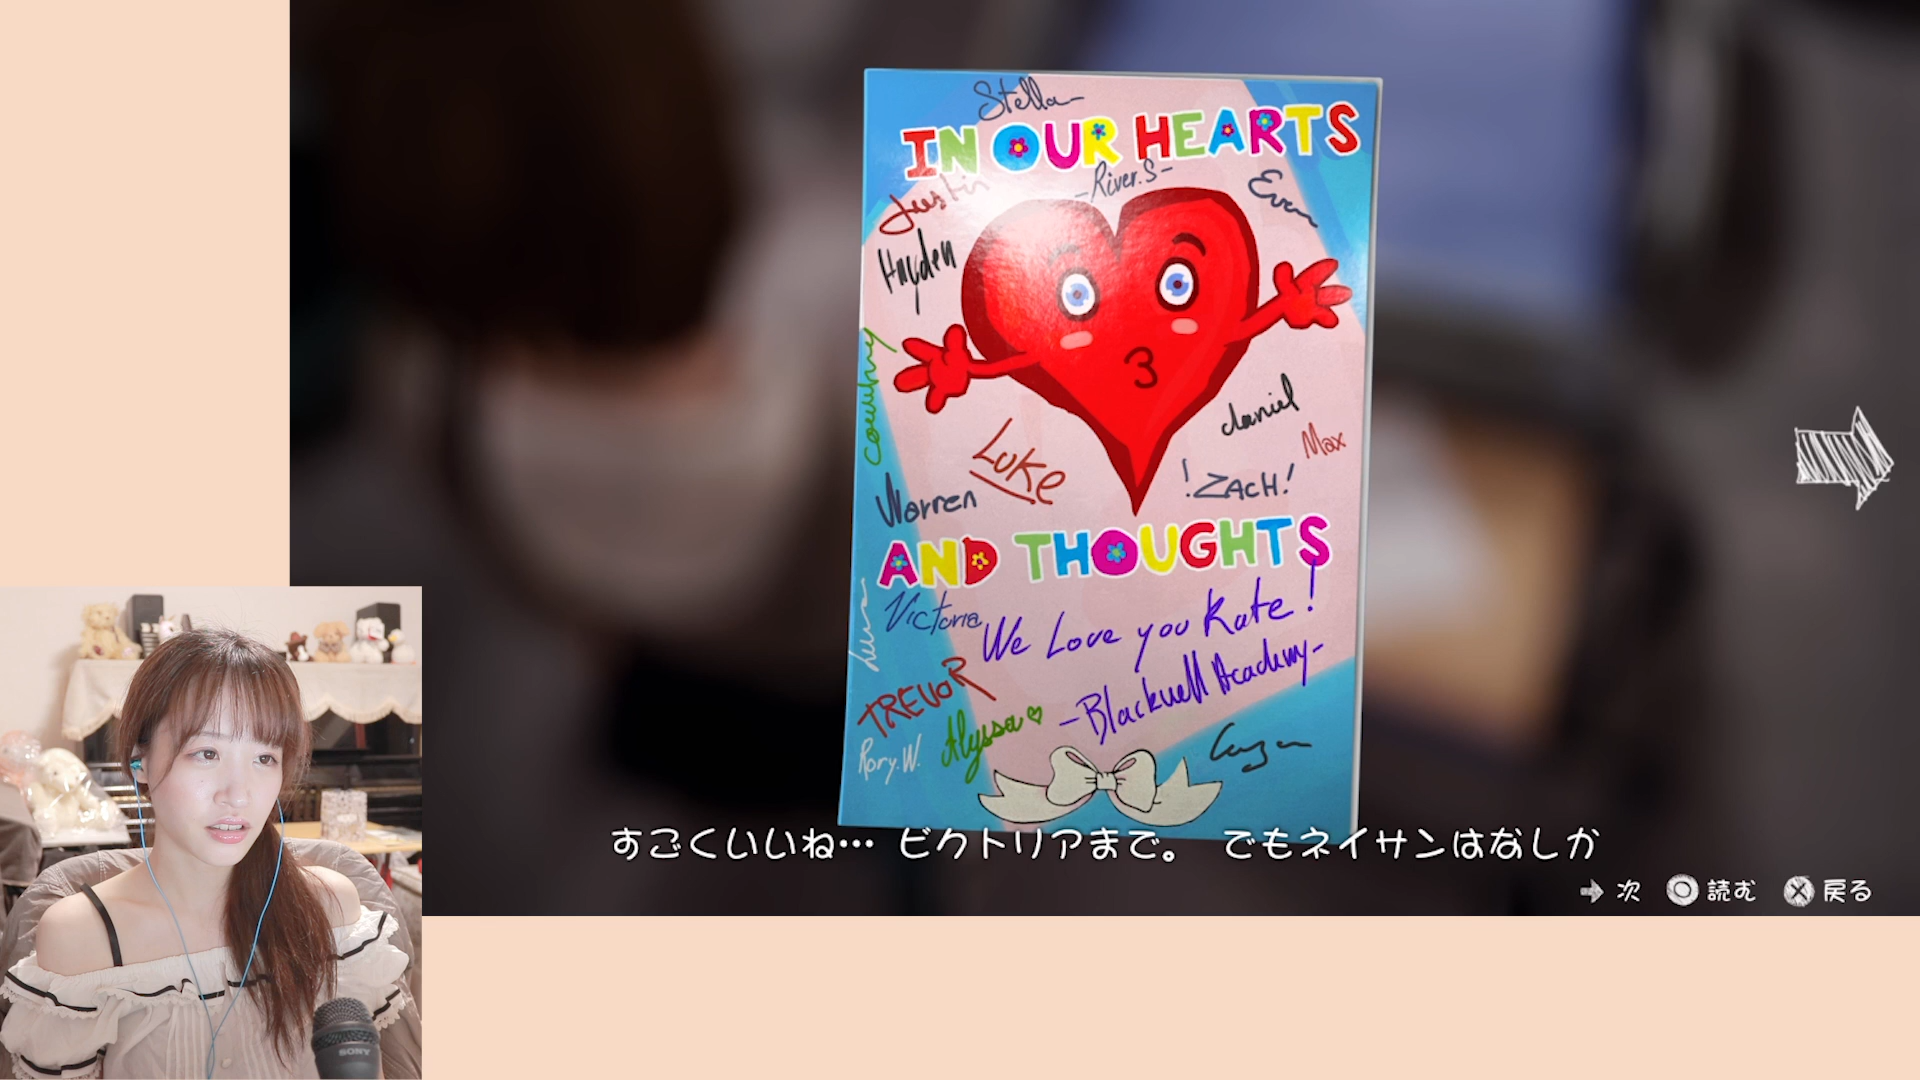 Stella
IN OUR HEARTS
Justin
-River.S-
Evan
Hayden
courtney
daniel
Max
Luke
!ZACH!
Warren
AND THOUGHTS
Victoria
We Love you Kate!
-Blackwell Academy-
TREVOR
Alyssa
Rory.W.
すごくいいね… ビクトリアまで。 でもネイサンはなしか
次 読む 戻る
SONY